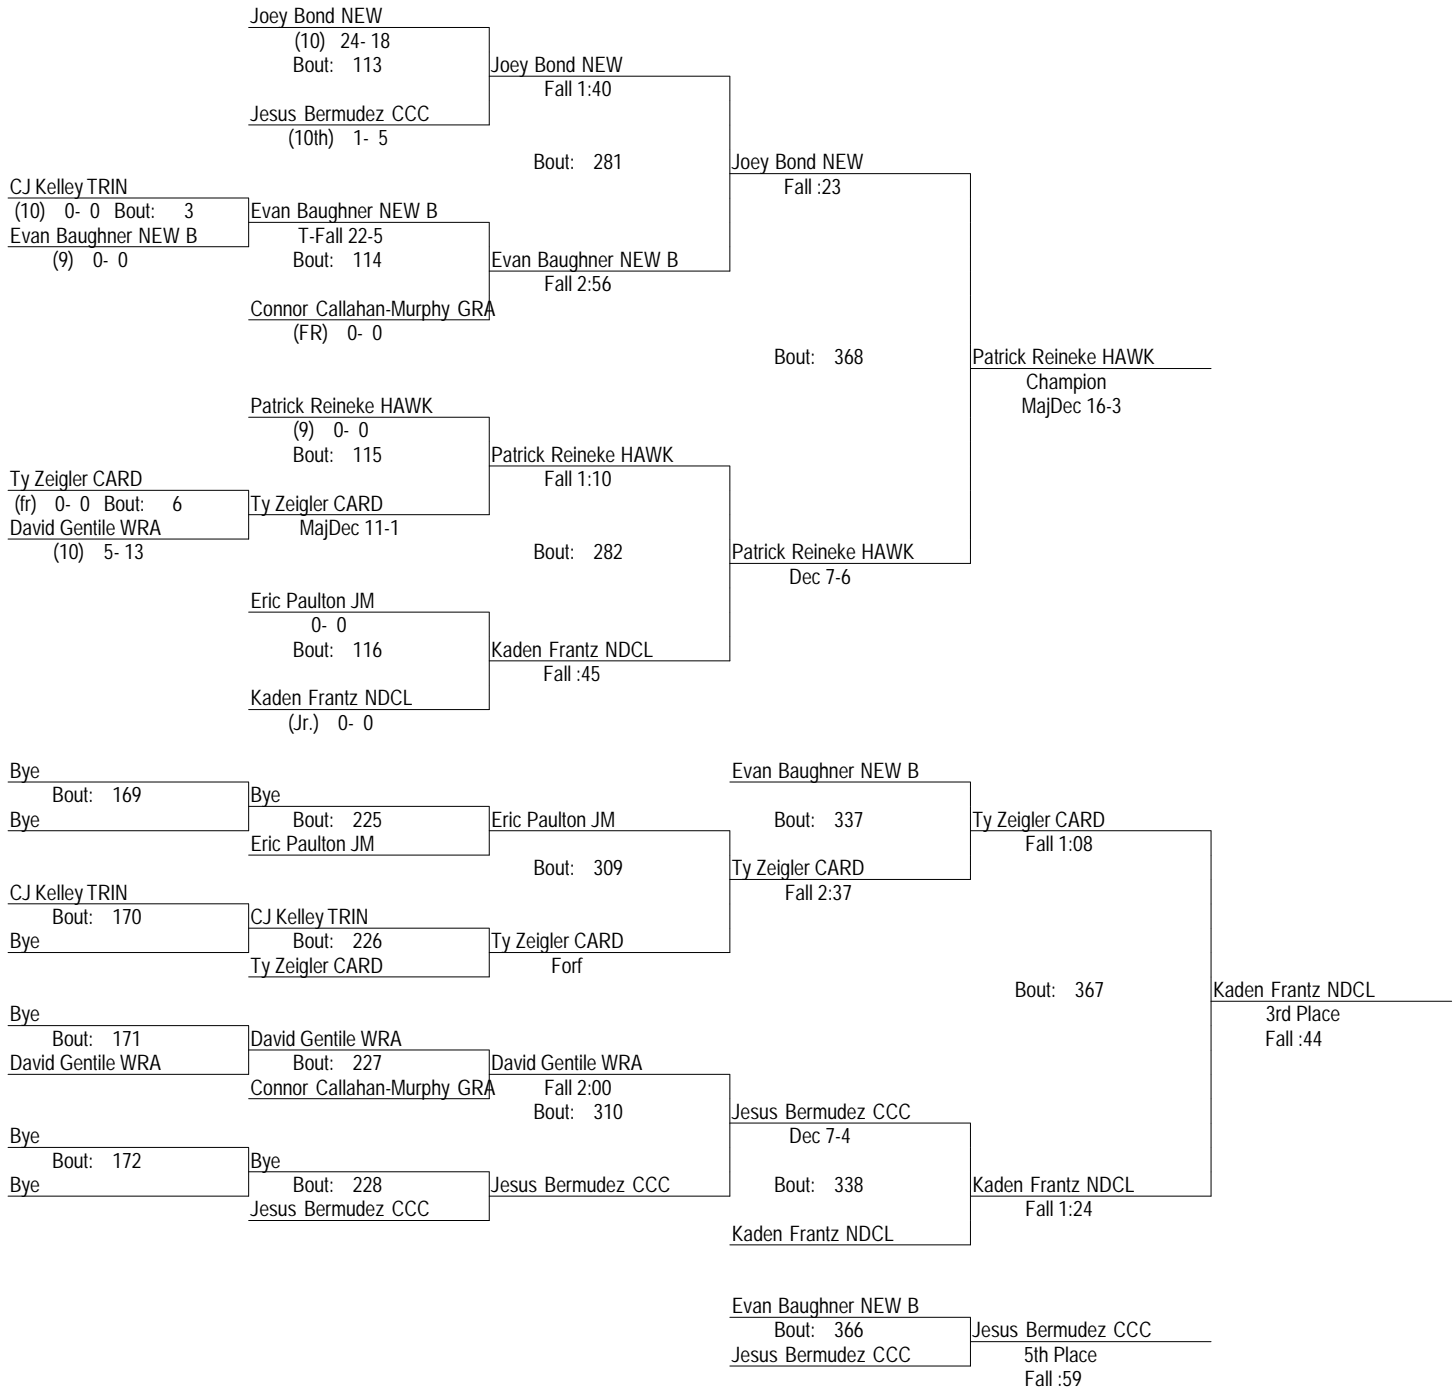 Joey Bond NEW
(10) 24- 18
Bout: 113
Joey Bond NEW
Fall 1:40
Jesus Bermudez CCC
(10th) 1- 5
Bout: 281
Joey Bond NEW
Fall :23
CJ Kelley TRIN
(10) 0- 0 Bout: 3
Evan Baughner NEW B
(9) 0- 0
Evan Baughner NEW B
T-Fall 22-5
Bout: 114
Evan Baughner NEW B
Fall 2:56
Connor Callahan-Murphy GRA
(FR) 0- 0
Bout: 368
Patrick Reineke HAWK
Champion
MajDec 16-3
Patrick Reineke HAWK
(9) 0- 0
Bout: 115
Patrick Reineke HAWK
Fall 1:10
Ty Zeigler CARD
(fr) 0- 0 Bout: 6
David Gentile WRA
(10) 5- 13
Ty Zeigler CARD
MajDec 11-1
Bout: 282
Patrick Reineke HAWK
Dec 7-6
Eric Paulton JM
0- 0
Bout: 116
Kaden Frantz NDCL
Fall :45
Kaden Frantz NDCL
(Jr.) 0- 0
Bye
Bout: 169
Bye
Bye
Bout: 225
Eric Paulton JM
Eric Paulton JM
Bout: 309
Evan Baughner NEW B
Bout: 337
Ty Zeigler CARD
Fall 2:37
Ty Zeigler CARD
Fall 1:08
CJ Kelley TRIN
Bout: 170
Bye
CJ Kelley TRIN
Bout: 226
Ty Zeigler CARD
Ty Zeigler CARD
Forf
Bout: 367
Kaden Frantz NDCL
3rd Place
Fall :44
Bye
Bout: 171
David Gentile WRA
David Gentile WRA
Bout: 227
Connor Callahan-Murphy GRA
David Gentile WRA
Fall 2:00
Bout: 310
Jesus Bermudez CCC
Dec 7-4
Bye
Bout: 172
Bye
Bye
Bout: 228
Jesus Bermudez CCC
Jesus Bermudez CCC
Bout: 338
Kaden Frantz NDCL
Kaden Frantz NDCL
Fall 1:24
Evan Baughner NEW B
Bout: 366
Jesus Bermudez CCC
Jesus Bermudez CCC
5th Place
Fall :59